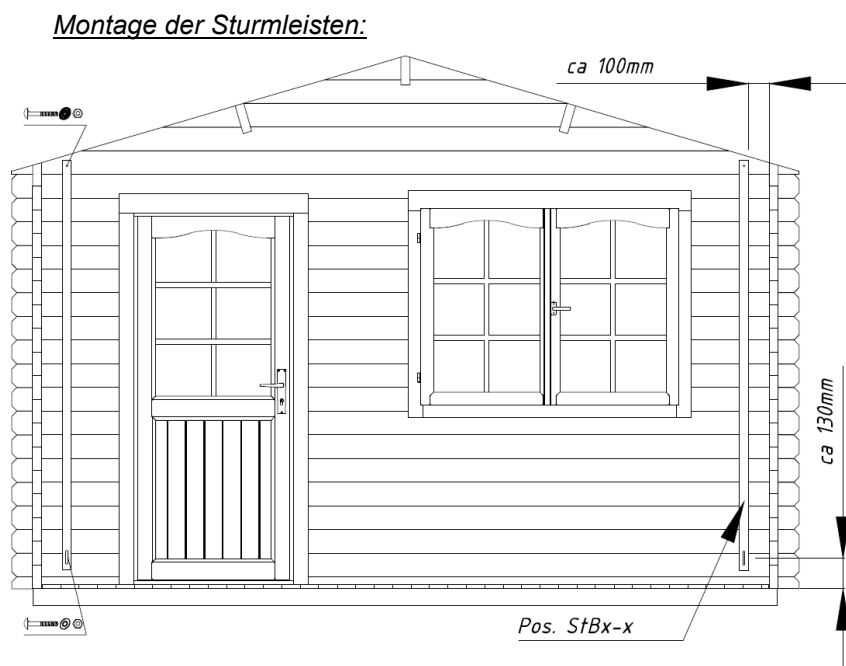 Montage der Sturmleisten:
ca 100mm
ca 130mm
Pos. StBx-x